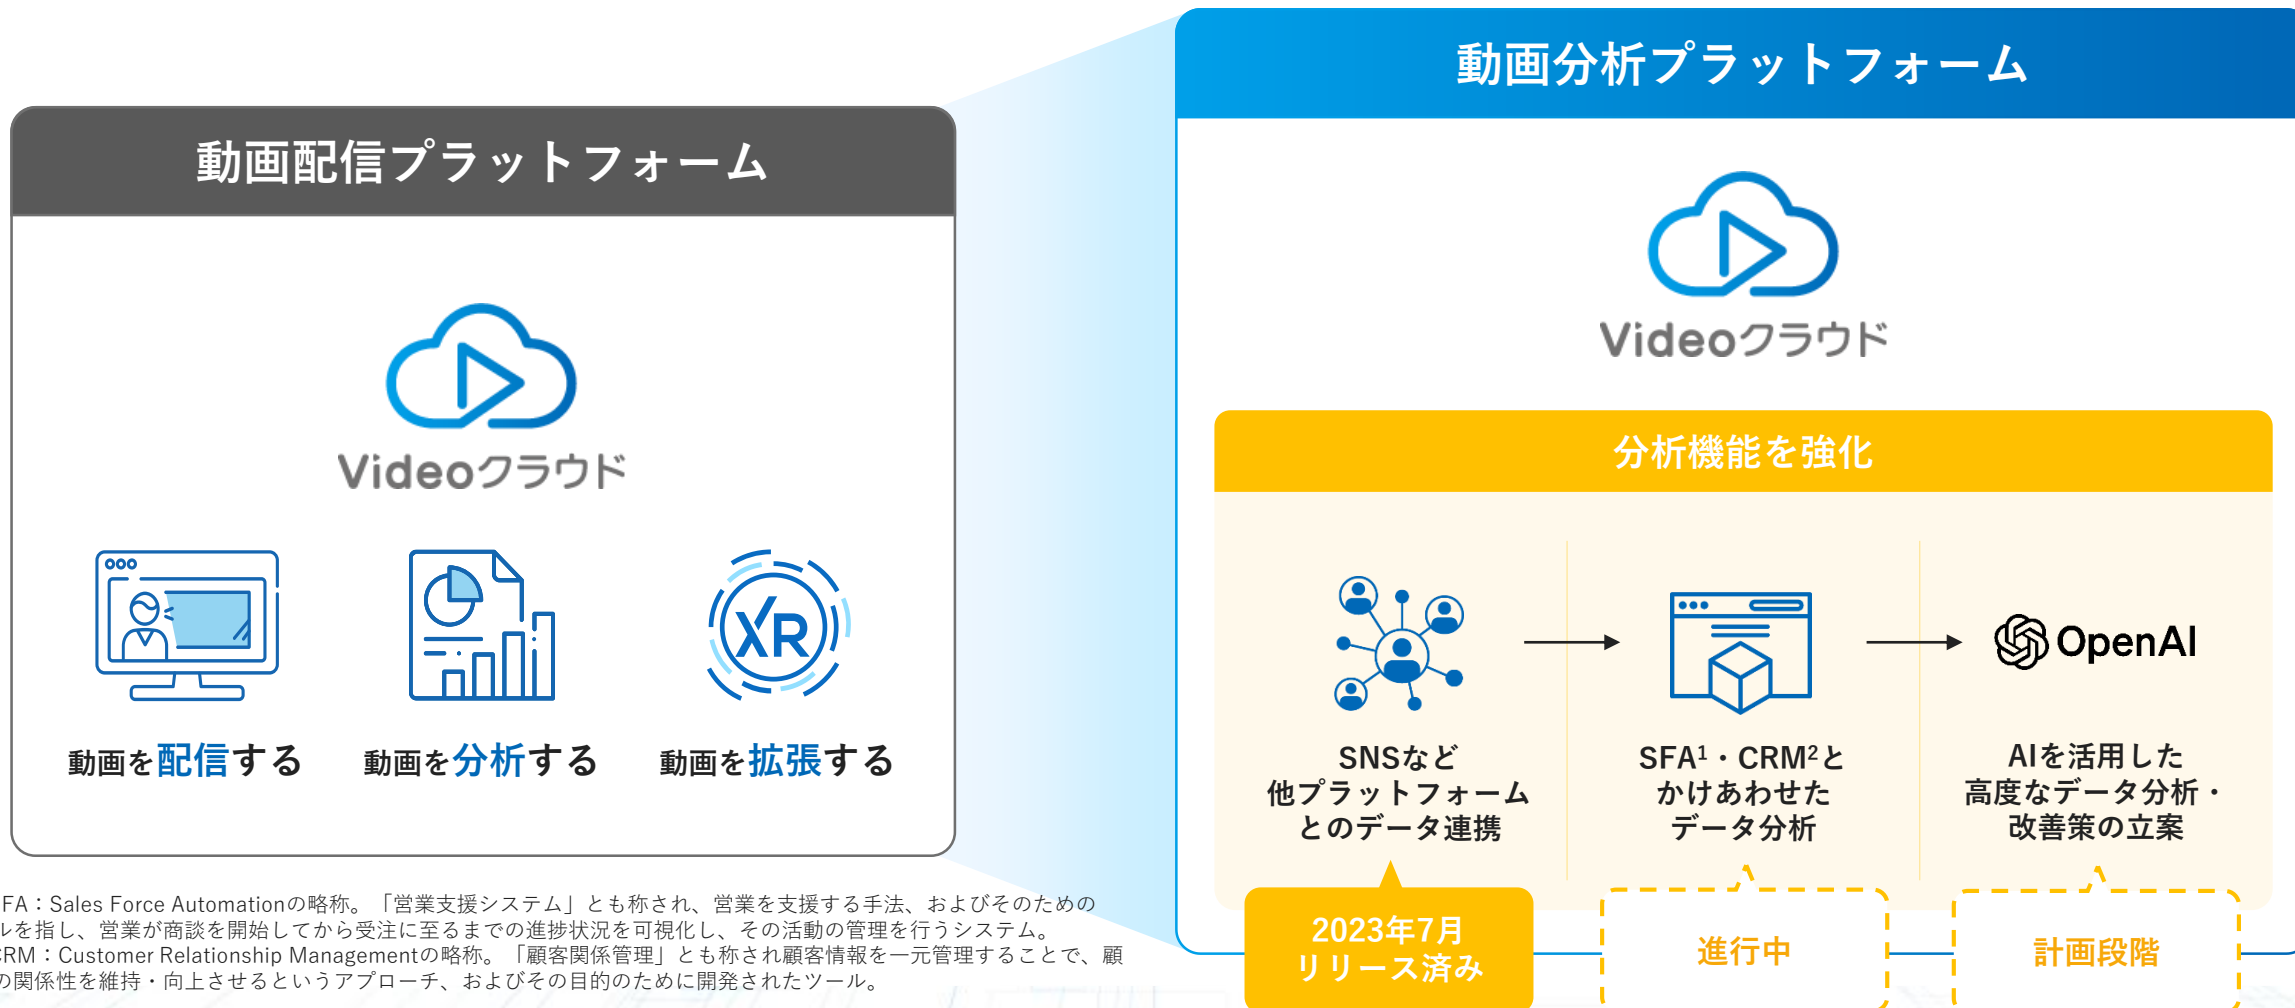 動画配信プラットフォーム
Videoクラウド
動画を配信する
動画を分析する
動画を拡張する
動画分析プラットフォーム
Videoクラウド
分析機能を強化
SNSなど
他プラットフォーム
とのデータ連携
SFA¹・CRM²と
かけあわせた
データ分析
OpenAI
AIを活用した
高度なデータ分析・
改善策の立案
2023年7月
リリース済み
進行中
計画段階
FA：Sales Force Automationの略称。「営業支援システム」とも称され、営業を支援する手法、およびそのための
ルを指し、営業が商談を開始してから受注に至るまでの進捗状況を可視化し、その活動の管理を行うシステム。
CRM：Customer Relationship Managementの略称。「顧客関係管理」とも称され顧客情報を一元管理することで、顧
の関係性を維持・向上させるというアプローチ、およびその目的のために開発されたツール。
XR